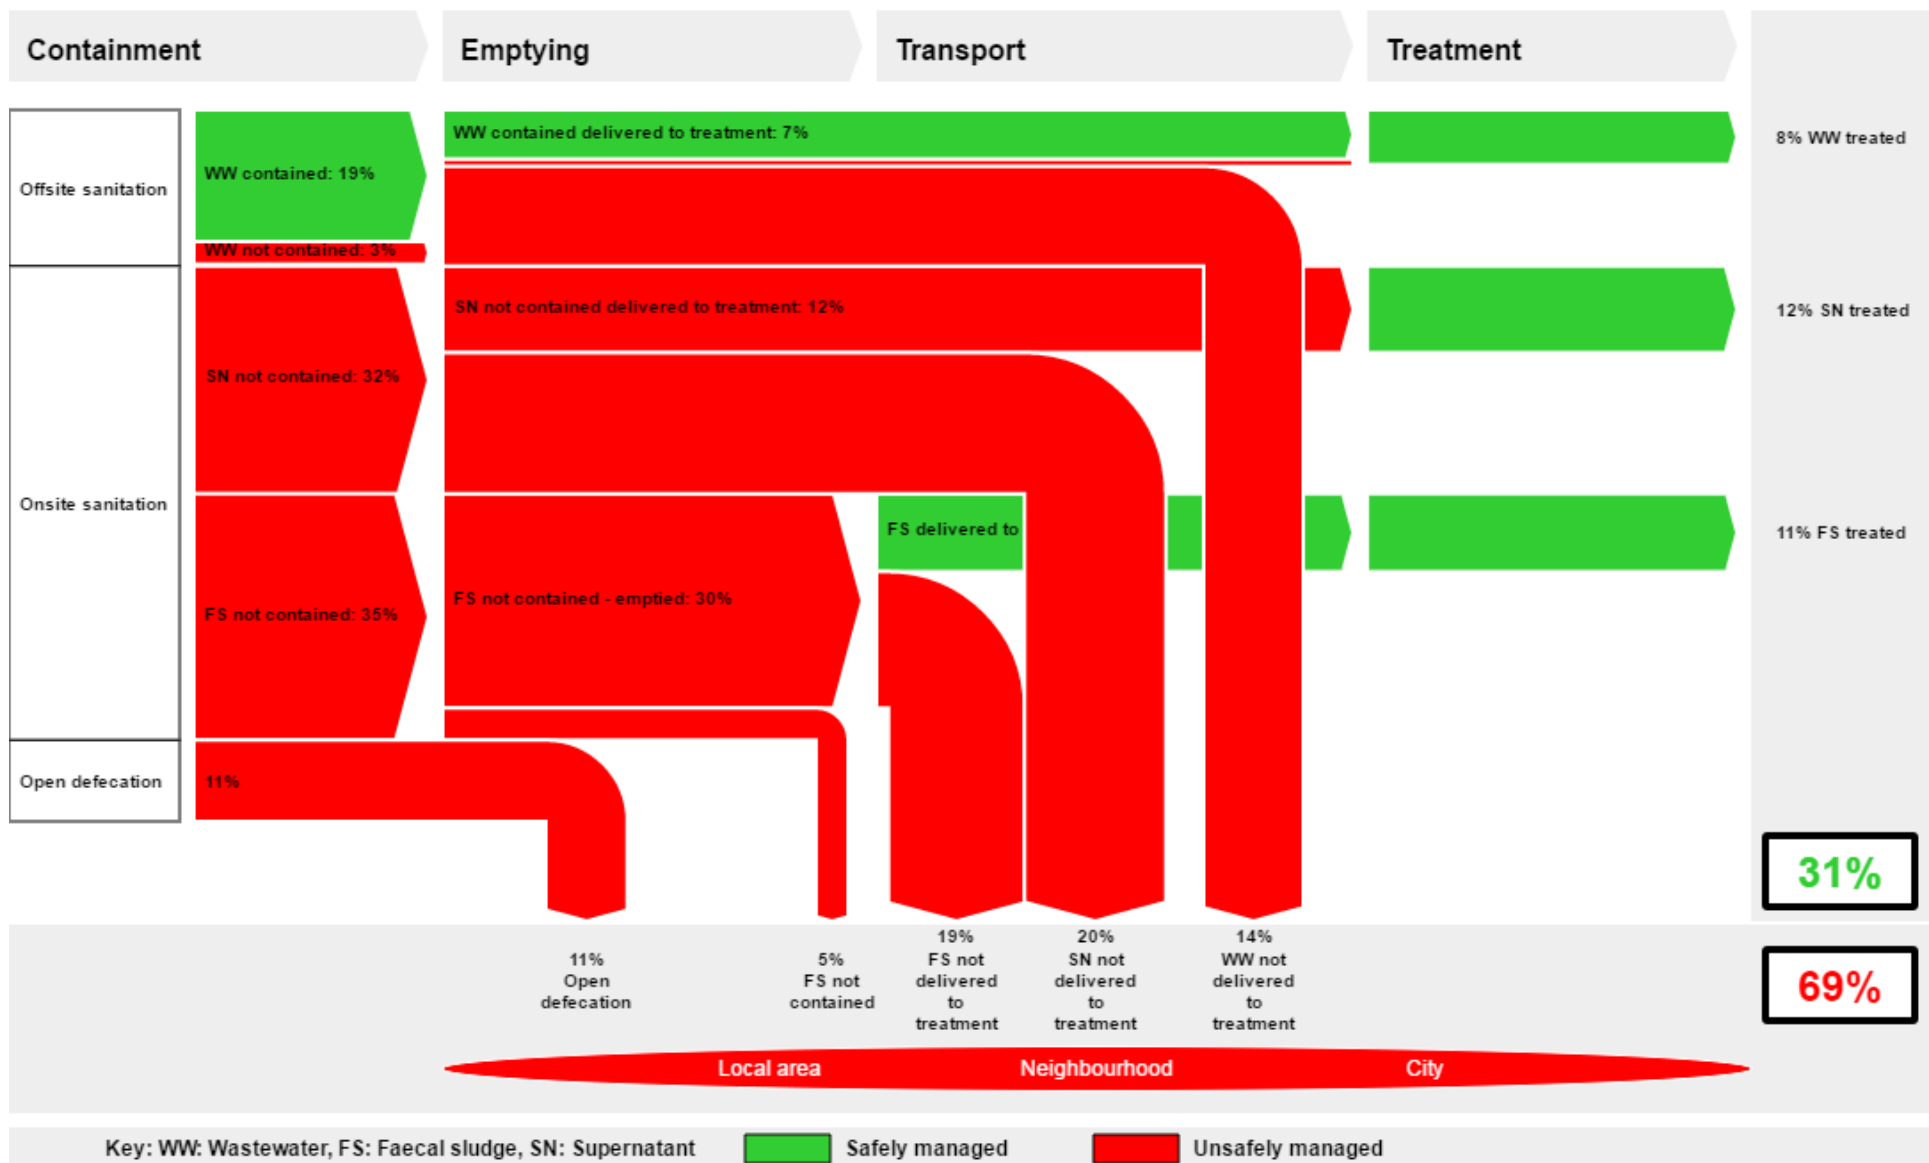 Containment
Emptying
Transport
Treatment
Offsite sanitation
WW contained: 19%
WW contained delivered to treatment: 7%
8% WW treated
WW not contained: 3%
Onsite sanitation
SN not contained: 32%
SN not contained delivered to treatment: 12%
12% SN treated
FS not contained: 35%
FS not contained - emptied: 30%
FS delivered to
11% FS treated
Open defecation
11%
31%
11%
Open
defecation
5%
FS not
contained
19%
FS not
delivered
to
treatment
20%
SN not
delivered
to
treatment
14%
WW not
delivered
to
treatment
69%
Local area
Neighbourhood
City
Key: WW: Wastewater, FS: Faecal sludge, SN: Supernatant
Safely managed
Unsafely managed